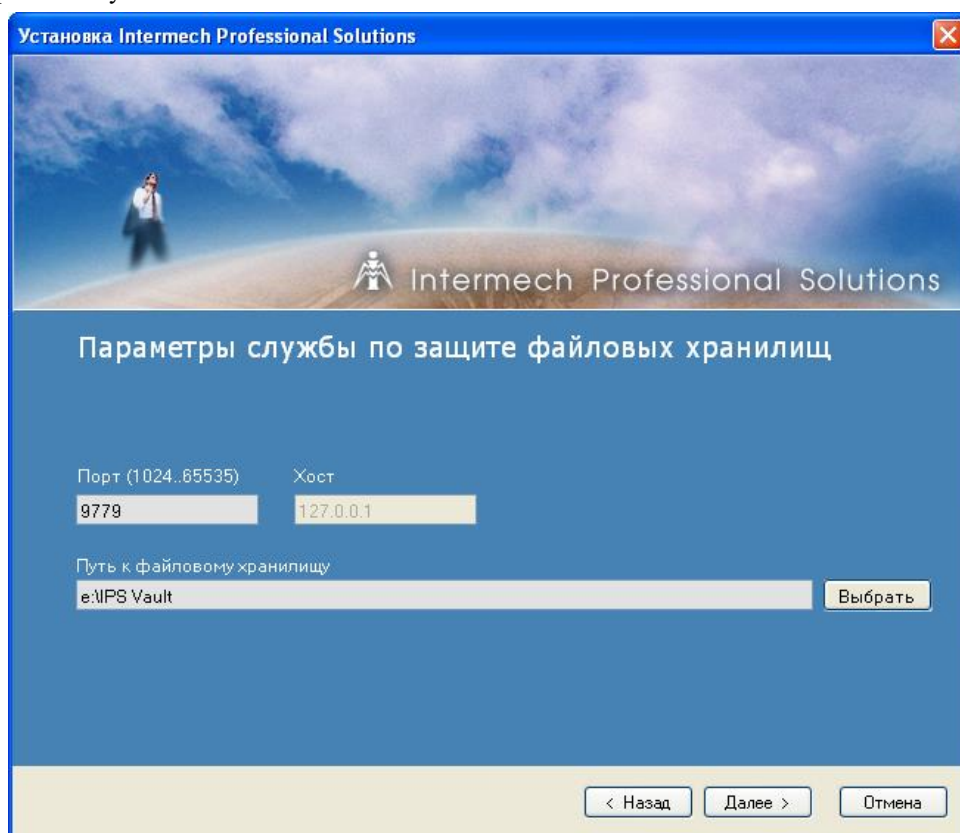 Установка Intermech Professional Solutions
Intermech Professional Solutions
Параметры службы по защите файловых хранилищ
Порт (1024..65535) Хост
9779 127.0.0.1
Путь к файловому хранилищу
e:\IPS Vault Выбрать
< Назад Далее > Отмена